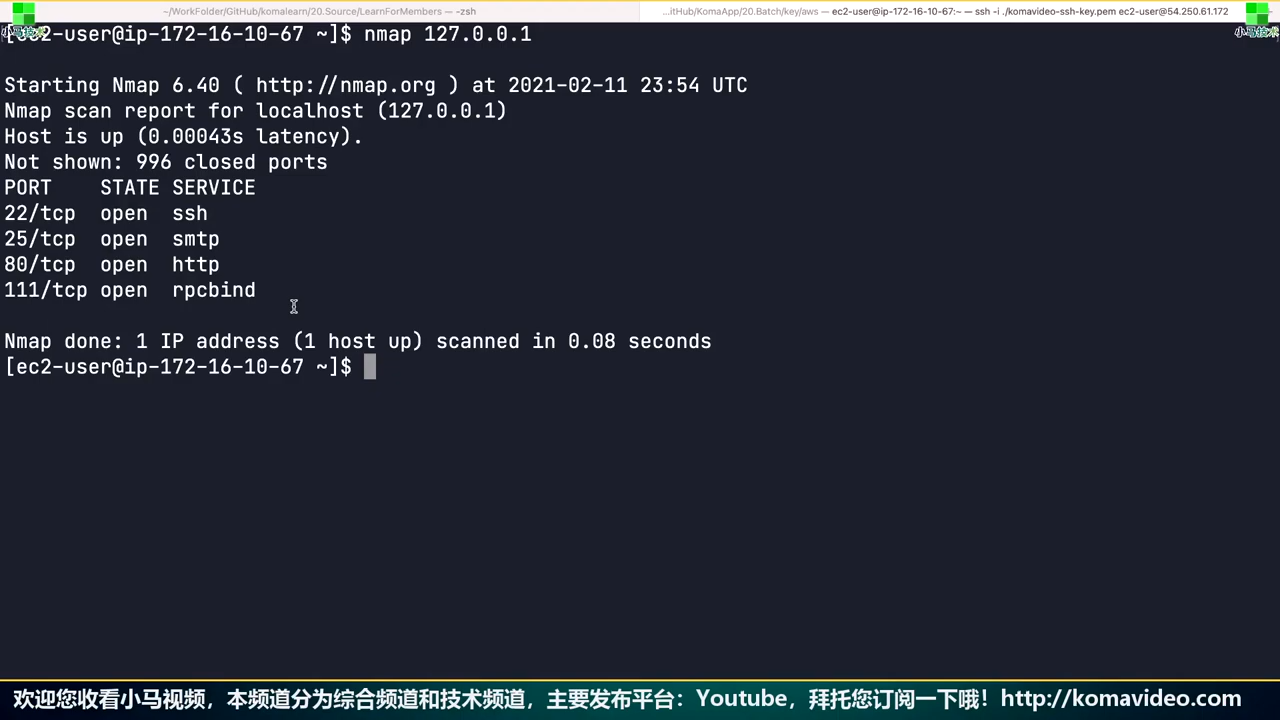 ~/WorkFolder/GitHub/komalearn/20.Source/LearnForMembers — -zsh
...itHub/KomaApp/20.Batch/key/aws — ec2-user@ip-172-16-10-67:~ — ssh -i ./komavideo-ssh-key.pem ec2-user@54.250.61.172
小马技术
小马技术
[ec2-user@ip-172-16-10-67 ~]$ nmap 127.0.0.1
Starting Nmap 6.40 ( http://nmap.org ) at 2021-02-11 23:54 UTC
Nmap scan report for localhost (127.0.0.1)
Host is up (0.00043s latency).
Not shown: 996 closed ports
PORT    STATE SERVICE
22/tcp  open  ssh
25/tcp  open  smtp
80/tcp  open  http
111/tcp open  rpcbind
Nmap done: 1 IP address (1 host up) scanned in 0.08 seconds
[ec2-user@ip-172-16-10-67 ~]$
欢迎您收看小马视频，本频道分为综合频道和技术频道，主要发布平台：Youtube，拜托您订阅一下哦！http://komavideo.com